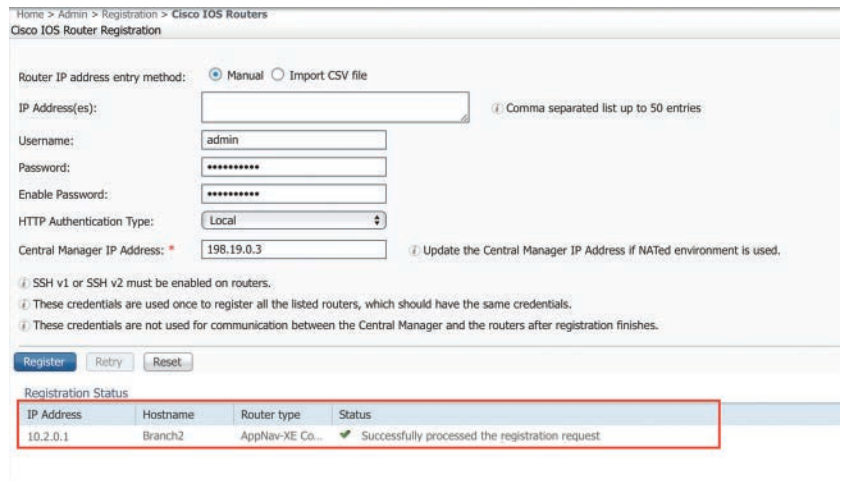 Home > Admin > Registration > Cisco IOS Routers
Cisco IOS Router Registration
Router IP address entry method: Manual Import CSV file
IP Address(es): Comma separated list up to 50 entries
Username: admin
Password: ••••••••••
Enable Password: ••••••••••
HTTP Authentication Type: Local
Central Manager IP Address: * 198.19.0.3 Update the Central Manager IP Address if NATed environment is used.
SSH v1 or SSH v2 must be enabled on routers.
These credentials are used once to register all the listed routers, which should have the same credentials.
These credentials are not used for communication between the Central Manager and the routers after registration finishes.
Register Retry Reset
Registration Status
IP Address Hostname Router type Status
10.2.0.1 Branch2 AppNav-XE Co... Successfully processed the registration request